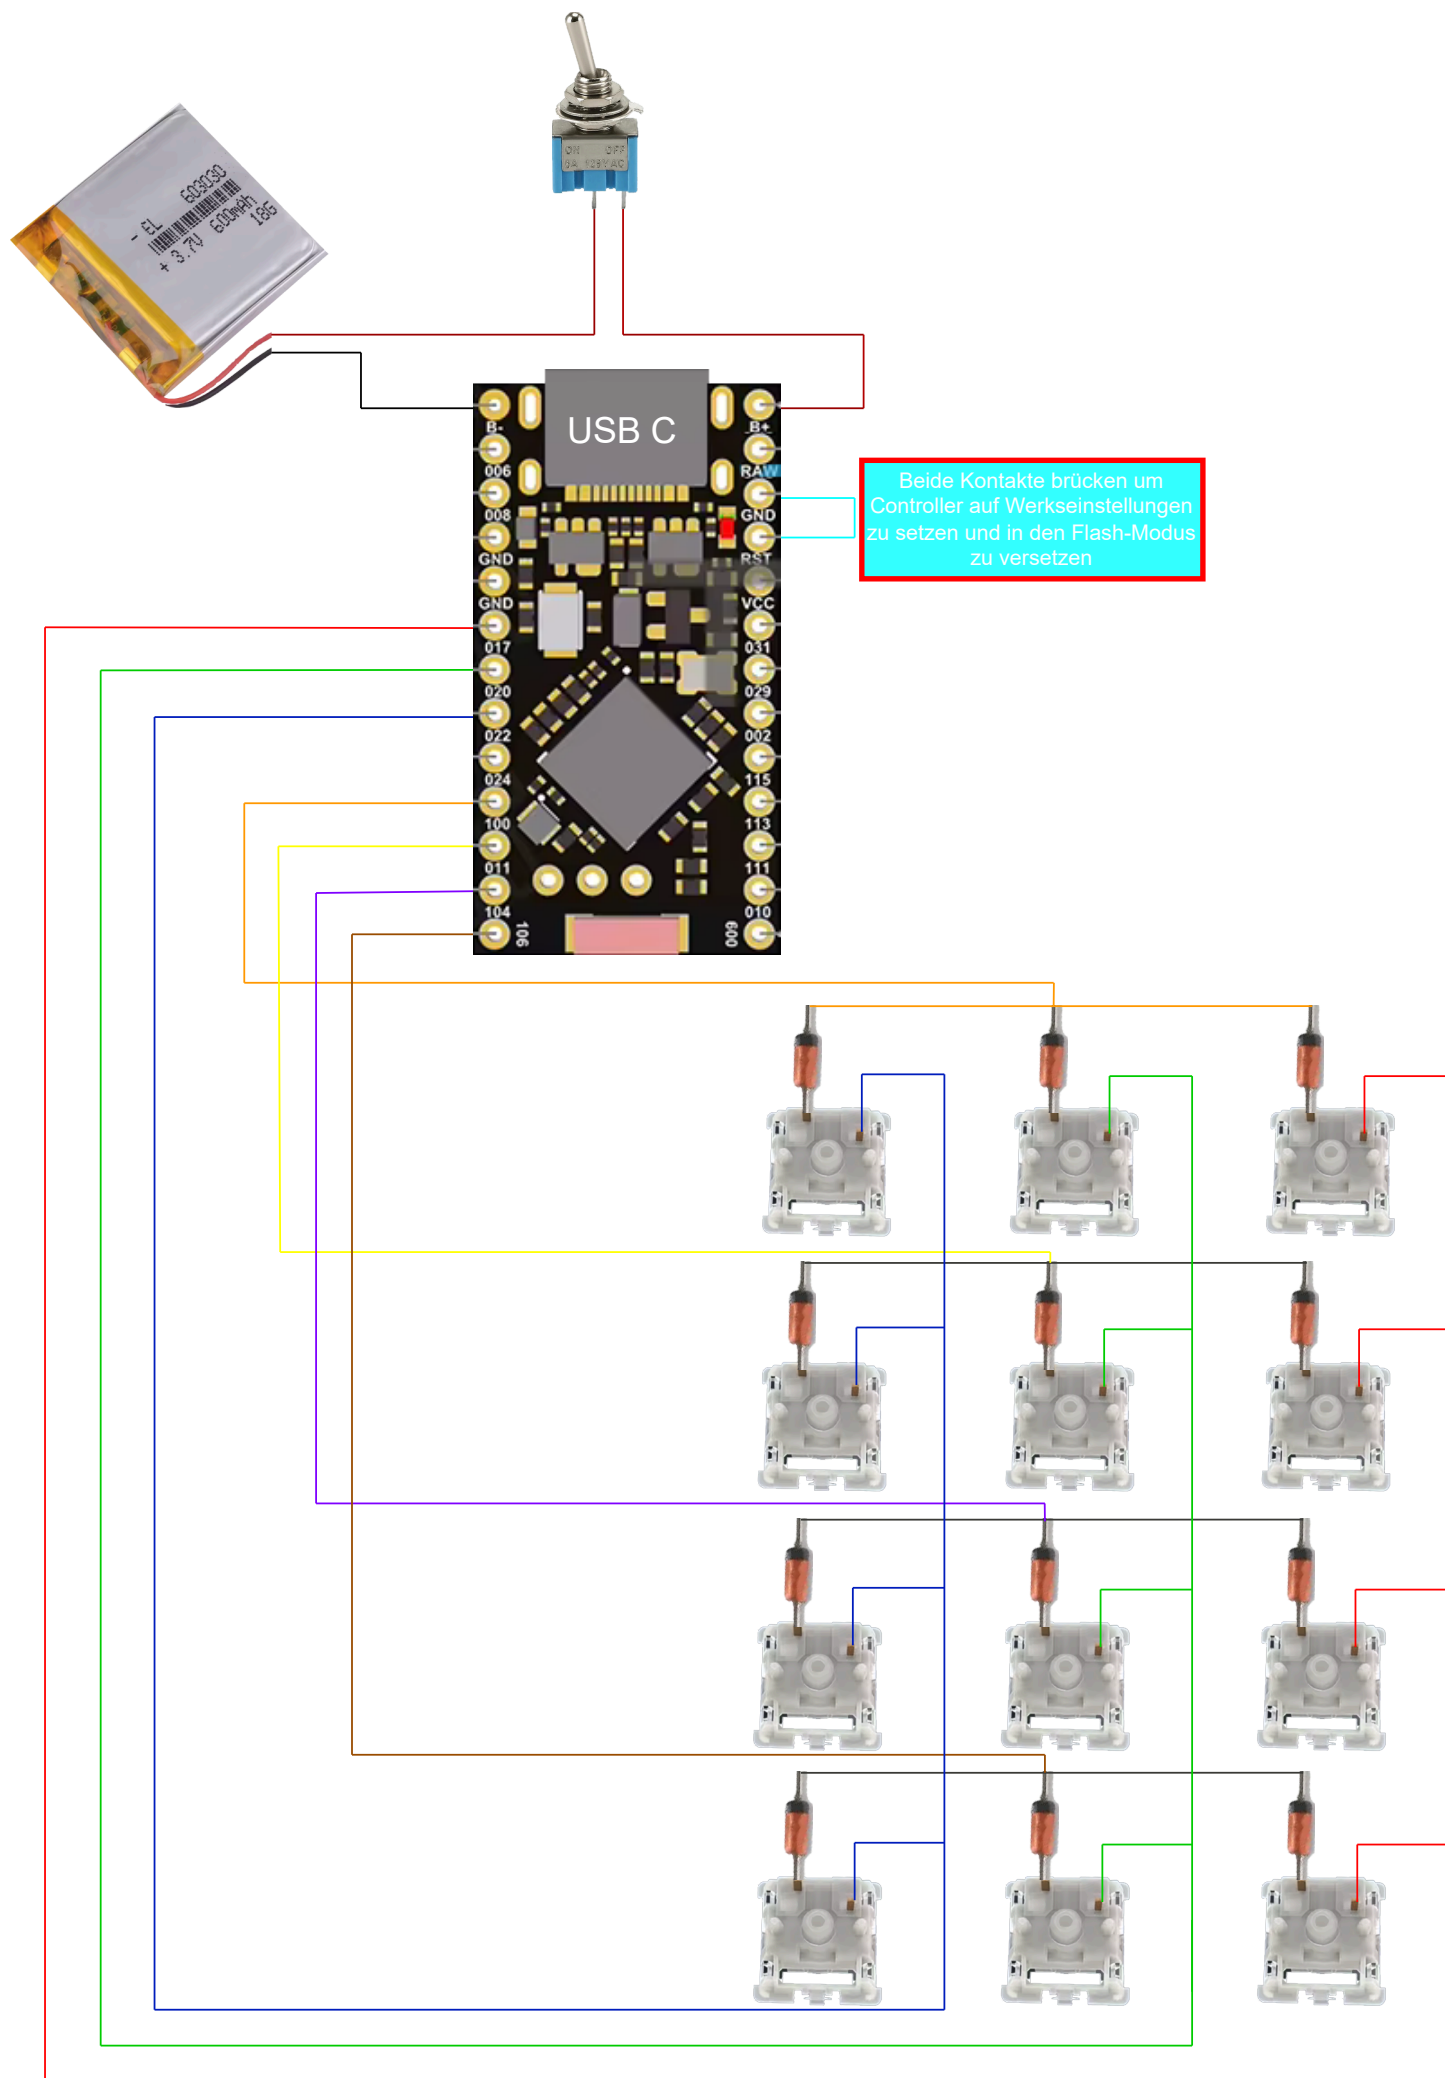 ON OFF
6A 125VAC
- EL 603030
+ 3.7V 600mAh
18G
USB C
B-
006
008
GND
GND
017
020
022
024
100
011
104
106
B+
RAW
GND
RST
VCC
031
029
002
115
113
111
010
009
Beide Kontakte brücken um
Controller auf Werkseinstellungen
zu setzen und in den Flash-Modus
zu versetzen